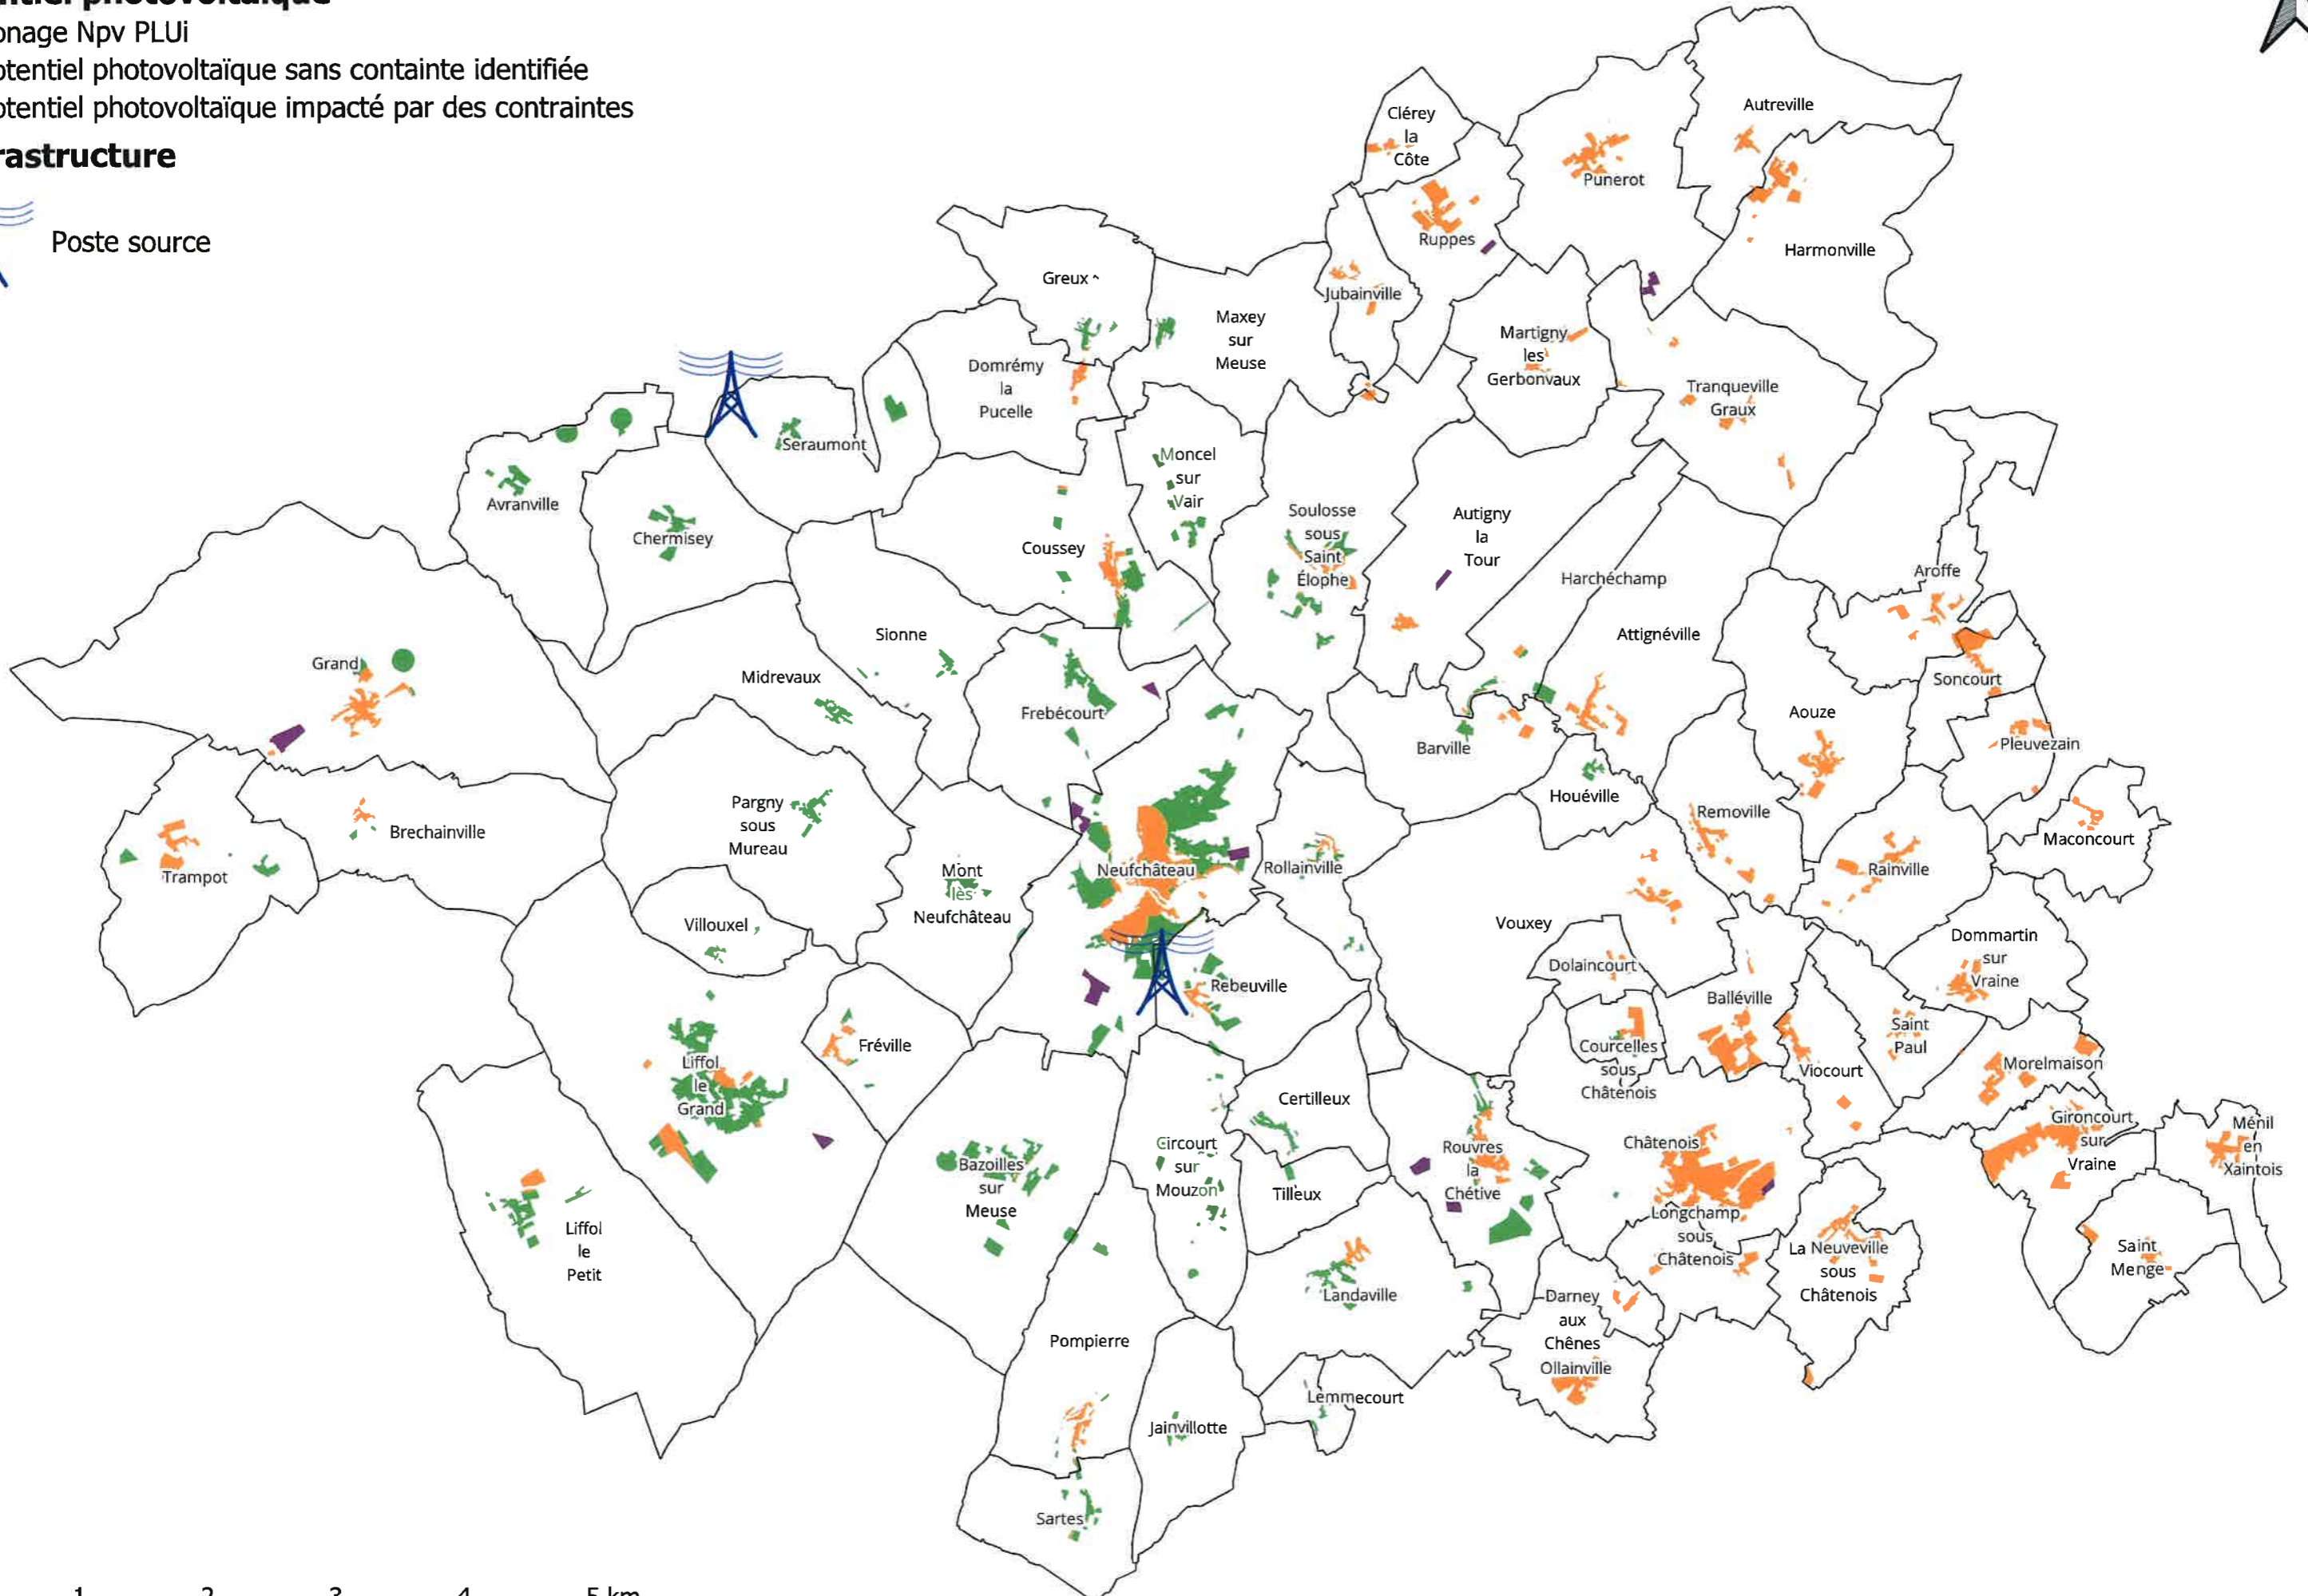 ntiel photovoltaïque
onage Npv PLUi
otentiel photovoltaïque sans containte identifiée
otentiel photovoltaïque impacté par des contraintes
rastructure
Poste source
Clérey
la
Côte
Autreville
Punerot
Ruppes
Harmonville
Greux
Jubainville
Maxey
sur
Meuse
Martigny
les
Gerbonvaux
Domrémy
la
Pucelle
Tranqueville
Graux
Seraumont
Moncel
sur
Vair
Avranville
Chermisey
Coussey
Soulosse
sous
Saint
Élophe
Autigny
la
Tour
Harchéchamp
Aroffe
Attignéville
Sionne
Grand
Midrevaux
Frebécourt
Soncourt
Aouze
Pleuvezain
Barville
Houéville
Removille
Maconcourt
Pargny
sous
Mureau
Brechainville
Trampot
Mont
lès
Neufchâteau
Neufchâteau
Rollainville
Rainville
Villouxel
Vouxey
Dommartin
sur
Vraine
Dolaincourt
Rebeuville
Balléville
Saint
Paul
Courcelles
sous
Châtenois
Viocourt
Morelmaison
Fréville
Liffol
le
Grand
Certilleux
Gironcourt
sur
Vraine
Ménil
en
Xaintois
Circourt
sur
Mouzon
Rouvres
la
Chétive
Châtenois
Bazoilles
sur
Meuse
Tilleux
Longchamp
sous
Châtenois
La Neuveville
sous
Châtenois
Saint
Menge
Liffol
le
Petit
Landaville
Darney
aux
Chênes
Pompierre
Ollainville
Lemmecourt
Jainvillotte
Sartes
1 2 3 4 5 km